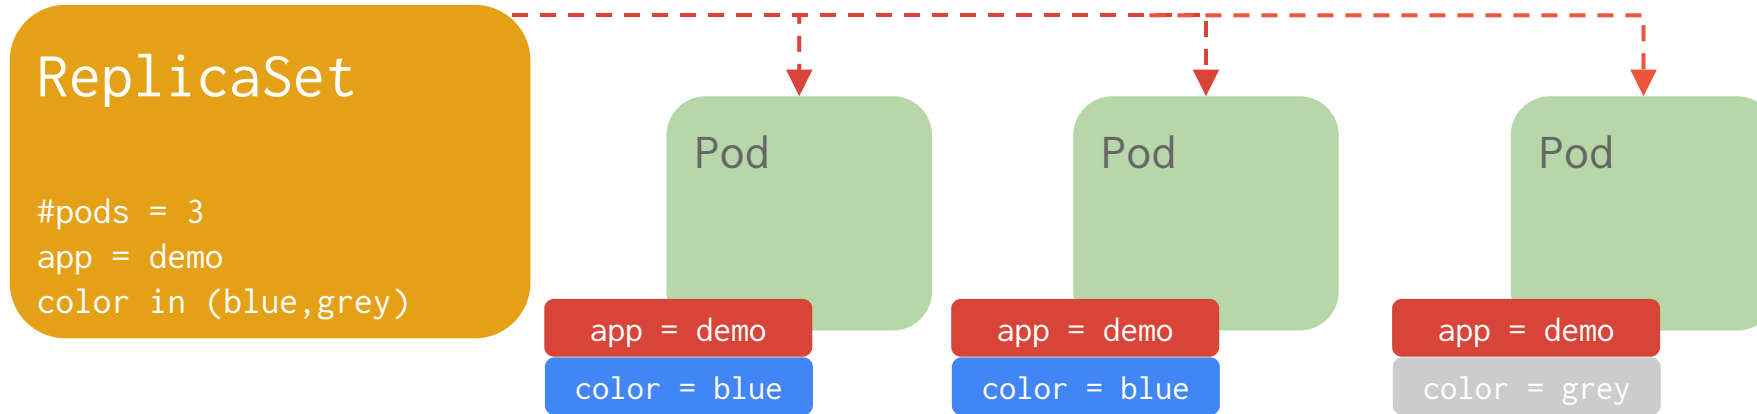 ReplicaSet
#pods = 3
app = demo
color in (blue,grey)
Pod
app = demo
color = blue
Pod
app = demo
color = blue
Pod
app = demo
color = grey